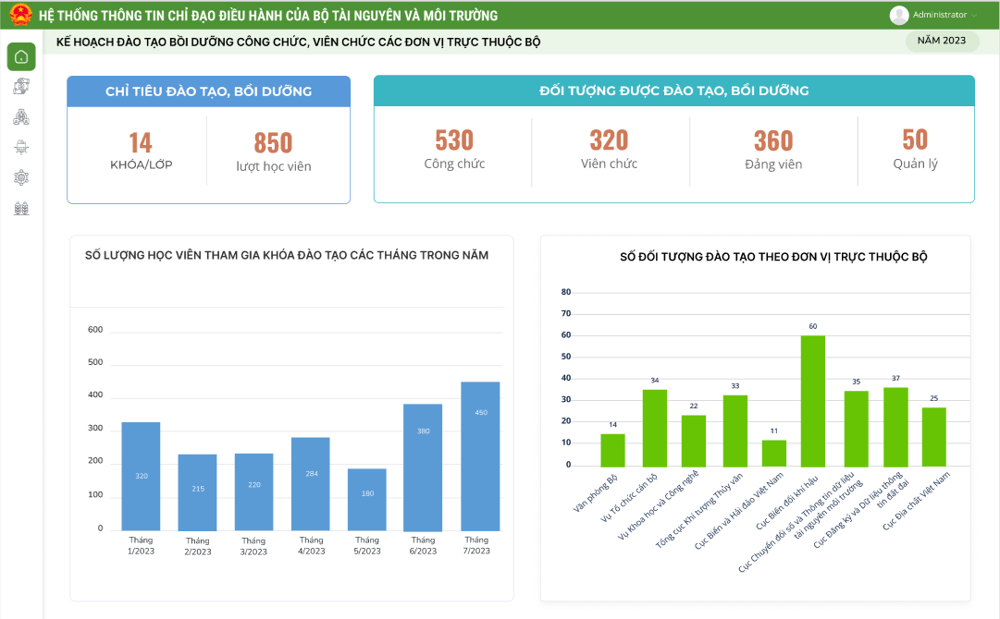 HỆ THỐNG THÔNG TIN CHỈ ĐẠO ĐIỀU HÀNH CỦA BỘ TÀI NGUYÊN VÀ MÔI TRƯỜNG
Administrator
KẾ HOẠCH ĐÀO TẠO BỒI DƯỠNG CÔNG CHỨC, VIÊN CHỨC CÁC ĐƠN VỊ TRỰC THUỘC BỘ
NĂM 2023
CHỈ TIÊU ĐÀO TẠO, BỒI DƯỠNG
14
KHÓA/LỚP
850
lượt học viên
ĐỐI TƯỢNG ĐƯỢC ĐÀO TẠO, BỒI DƯỠNG
530
Công chức
320
Viên chức
360
Đảng viên
50
Quản lý
SỐ LƯỢNG HỌC VIÊN THAM GIA KHÓA ĐÀO TẠO CÁC THÁNG TRONG NĂM
600
500
400
300
200
100
0
320
215
220
284
180
380
450
Tháng
1/2023
Tháng
2/2023
Tháng
3/2023
Tháng
4/2023
Tháng
5/2023
Tháng
6/2023
Tháng
7/2023
SỐ ĐỐI TƯỢNG ĐÀO TẠO THEO ĐƠN VỊ TRỰC THUỘC BỘ
80
70
60
50
40
30
20
10
0
14
34
22
33
11
60
35
37
25
Văn phòng Bộ
Vụ Tổ chức cán bộ
Vụ Khoa học và Công nghệ
Tổng cục Khí tượng Thủy văn
Cục Biển và Hải đảo Việt Nam
Cục Biến đổi khí hậu
Cục Chuyển đổi số và Thông tin dữ liệu
tài nguyên môi trường
Cục Đăng ký và Dữ liệu thông
tin đất đai
Cục Địa chất Việt Nam